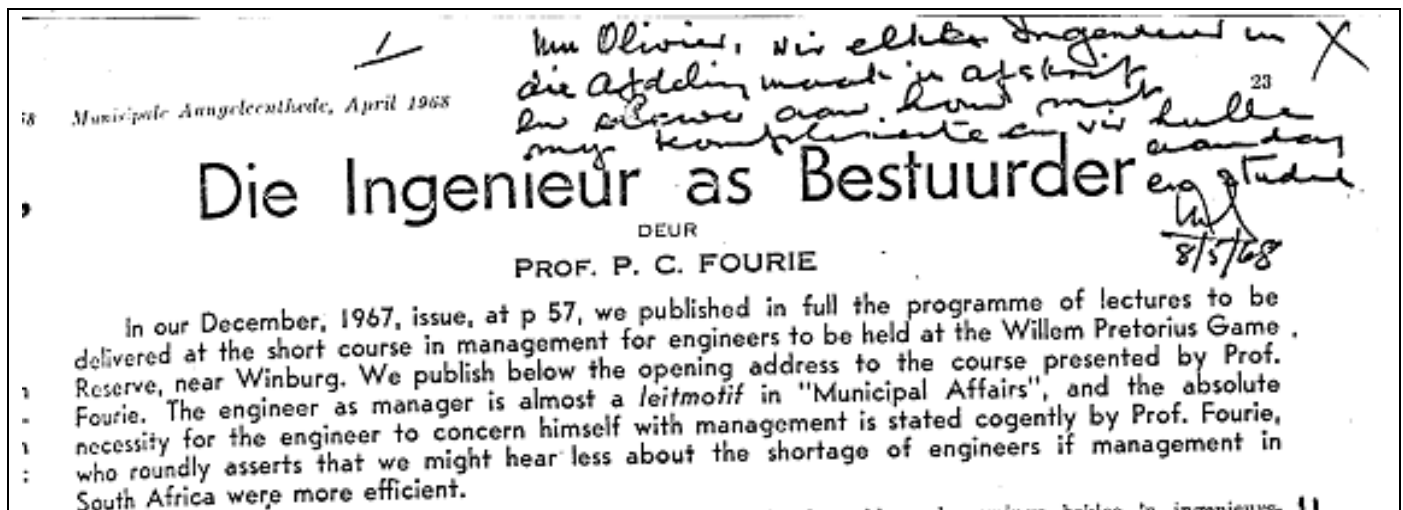 Mnr Olivier, vir elke Ingenieur in
die Afdeling maak 'n afskrif
en stuur aan hom met
my komplimente en vir hulle
aandag
en studie
8/5/68
23
58 Munisipale Aangeleenthede, April 1968
Die Ingenieur as Bestuurder
DEUR
PROF. P. C. FOURIE
In our December, 1967, issue, at p 57, we published in full the programme of lectures to be
delivered at the short course in management for engineers to be held at the Willem Pretorius Game
Reserve, near Winburg. We publish below the opening address to the course presented by Prof.
Fourie. The engineer as manager is almost a leitmotif in "Municipal Affairs", and the absolute
necessity for the engineer to concern himself with management is stated cogently by Prof. Fourie,
who roundly asserts that we might hear less about the shortage of engineers if management in
South Africa were more efficient.